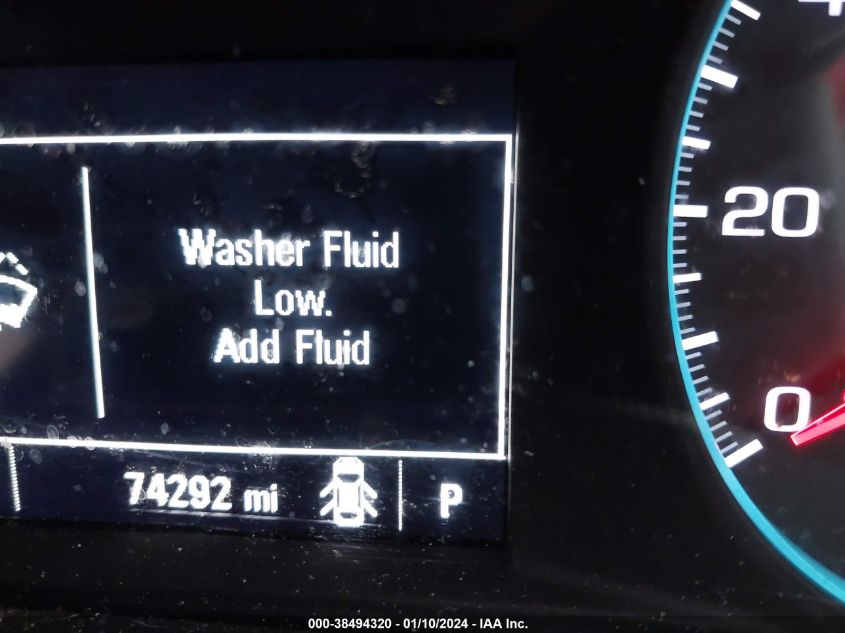 20
0
Washer Fluid
Low.
Add Fluid
74292 mi
P
000-38494320 - 01/10/2024 - IAA Inc.